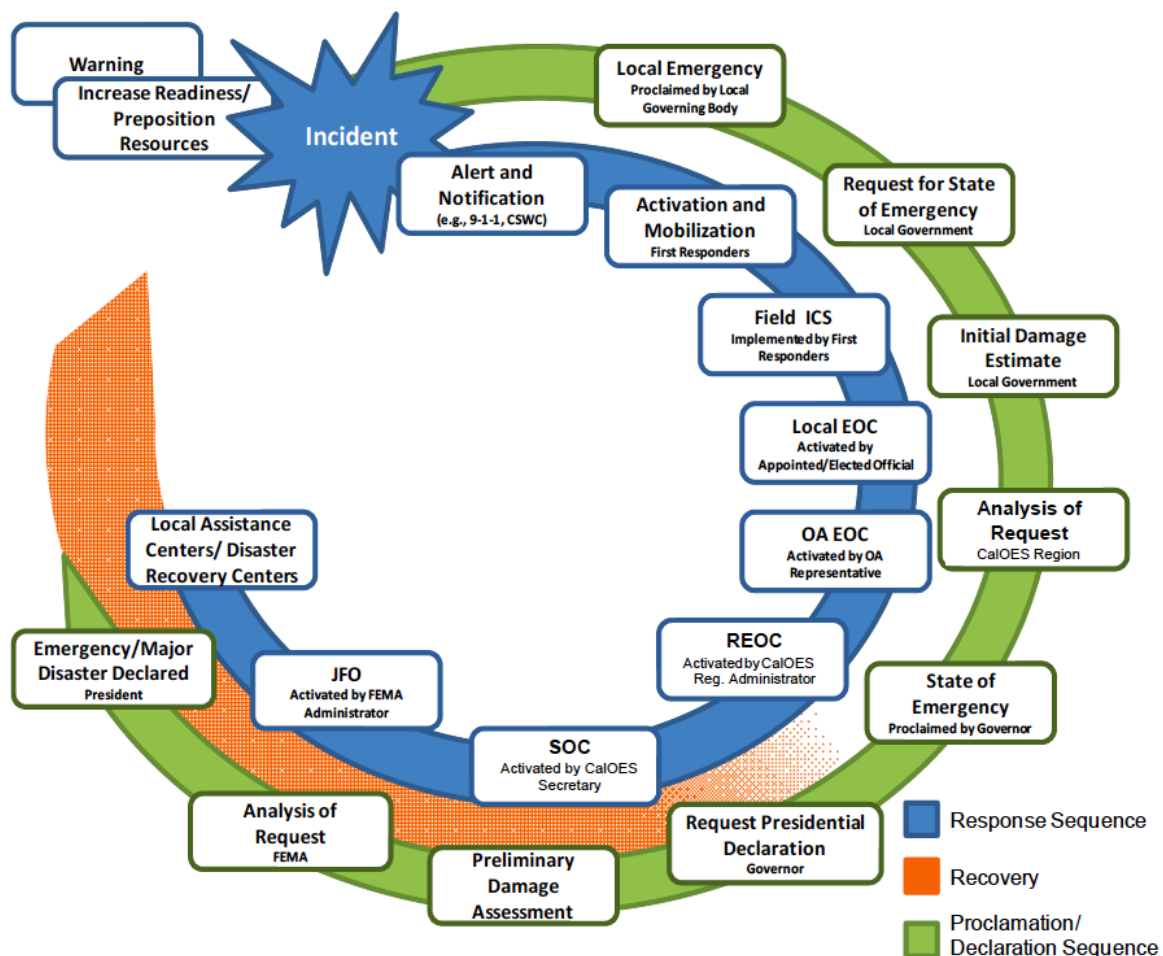 Warning
Increase Readiness/
Preposition
Resources
Incident
Local Emergency
Proclaimed by Local
Governing Body
Alert and
Notification
(e.g., 9-1-1, CSWC)
Activation and
Mobilization
First Responders
Request for State
of Emergency
Local Government
Field ICS
Implemented by First
Responders
Initial Damage
Estimate
Local Government
Local EOC
Activated by
Appointed/Elected Official
Analysis of
Request
CalOES Region
OA EOC
Activated by OA
Representative
Local Assistance
Centers/ Disaster
Recovery Centers
REOC
Activated by CalOES
Reg. Administrator
Emergency/Major
Disaster Declared
President
JFO
Activated by FEMA
Administrator
State of
Emergency
Proclaimed by Governor
SOC
Activated by CalOES
Secretary
Analysis of
Request
FEMA
Request Presidential
Declaration
Governor
Preliminary
Damage
Assessment
Response Sequence
Recovery
Proclamation/
Declaration Sequence